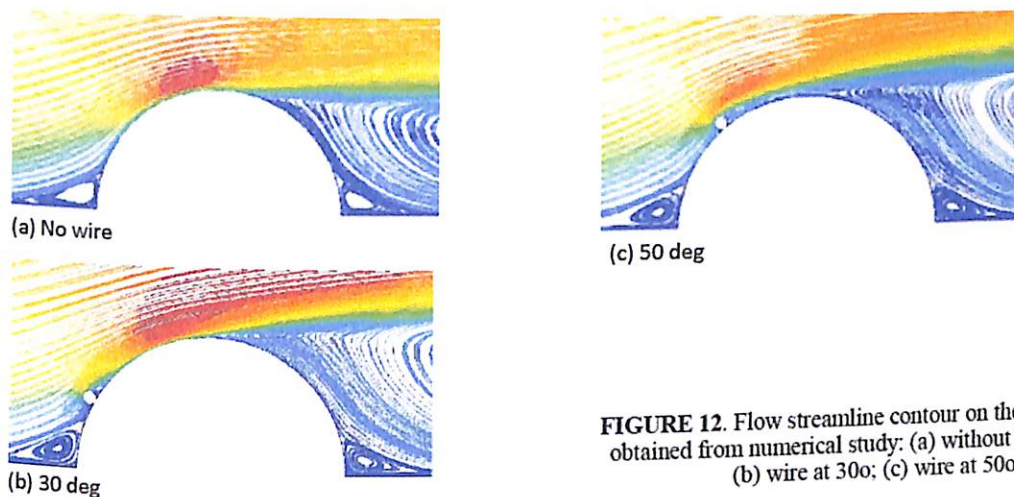 (a) No wire
(b) 30 deg
(c) 50 deg
FIGURE 12. Flow streamline contour on the
obtained from numerical study: (a) without
(b) wire at 30o; (c) wire at 50o